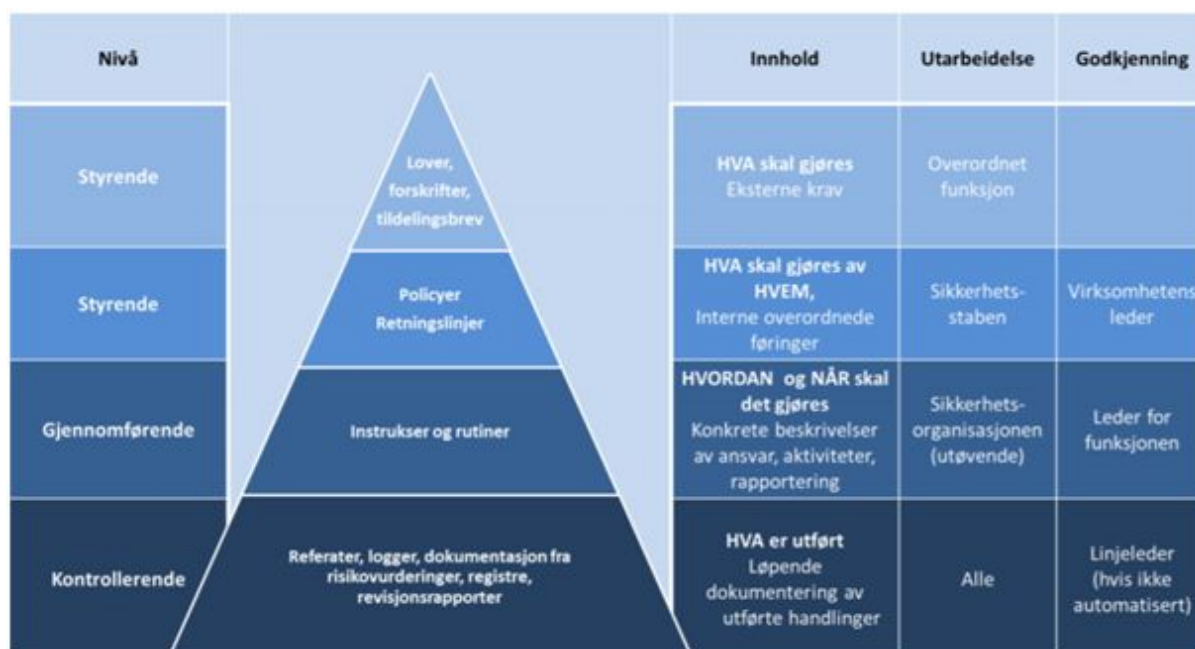 Nivå
Innhold
Utarbeidelse
Godkjenning
Styrende
Lover,
forskrifter,
tildelingsbrev
HVA skal gjøres
Eksterne krav
Overordnet
funksjon
Styrende
Policyer
Retningslinjer
HVA skal gjøres av
HVEM,
Interne overordnede
føringer
Sikkerhets-
staben
Virksomhetens
leder
Gjennomførende
Instrukser og rutiner
HVORDAN og NÅR skal
det gjøres
Konkrete beskrivelser
av ansvar, aktiviteter,
rapportering
Sikkerhets-
organisasjonen
(utøvende)
Leder for
funksjonen
Kontrollerende
Referater, logger, dokumentasjon fra
risikovurderinger, registre,
revisjonsrapporter
HVA er utført
Løpende
dokumentering av
utførte handlinger
Alle
Linjeleder
(hvis ikke
automatisert)